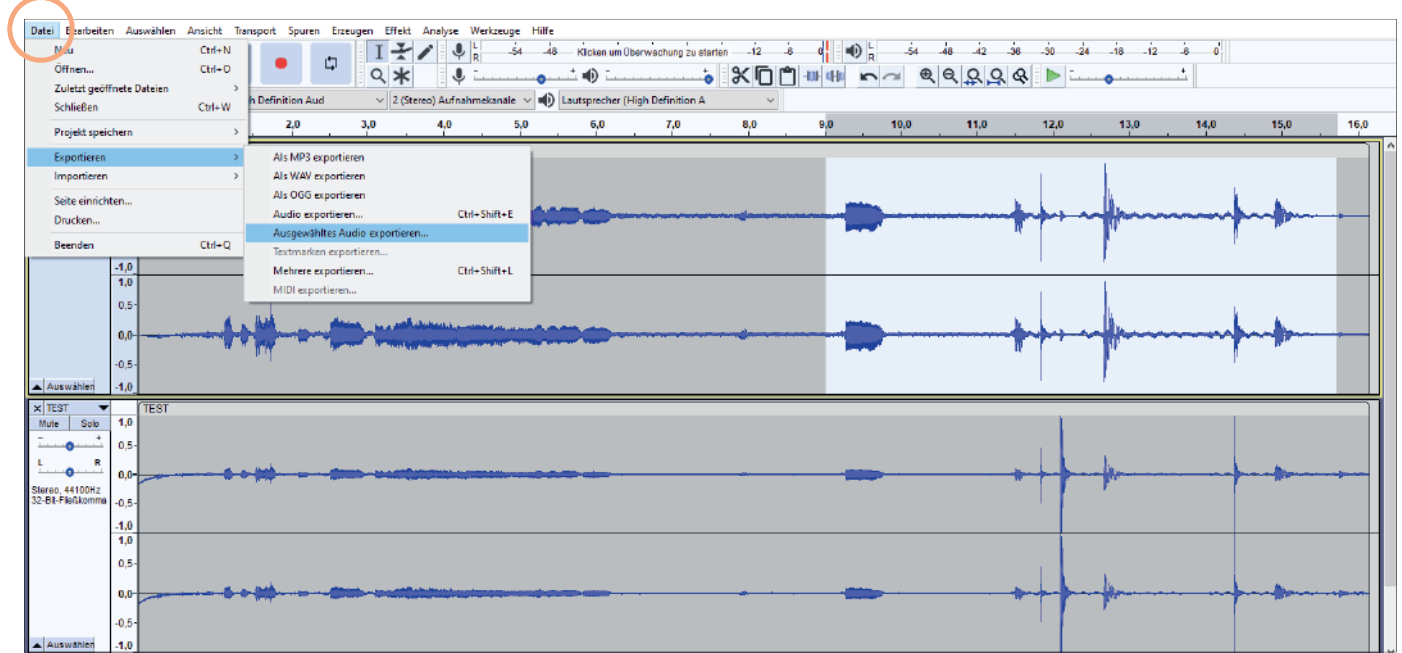 Datei Bearbeiten Auswählen Ansicht Transport Spuren Erzeugen Effekt Analyse Werkzeuge Hilfe
Neu Ctrl+N
Öffnen... Ctrl+O
Zuletzt geöffnete Dateien >
Schließen Ctrl+W
Projekt speichern >
Exportieren >
Importieren >
Seite einrichten...
Drucken...
Beenden Ctrl+Q
Als MP3 exportieren
Als WAV exportieren
Als OGG exportieren
Audio exportieren... Ctrl+Shift+E
Ausgewähltes Audio exportieren...
Textmarken exportieren...
Mehrere exportieren... Ctrl+Shift+L
MIDI exportieren...
L
R
-54 -48 Klicken um Überwachung zu starten -12 -6 0
L
R
-54 -48 -42 -36 -30 -24 -18 -12 -6 0
- +
- +
- +
h Definition Aud 2 (Stereo) Aufnahmekanäle Lautsprecher (High Definition A
2,0 3,0 4,0 5,0 6,0 7,0 8,0 9,0 10,0 11,0 12,0 13,0 14,0 15,0 16,0
-1,0
1,0
0,5
0,0
-0,5
-1,0
Auswählen
TEST
TEST
Mute Solo
- +
L R
Stereo, 44100Hz
32-Bit-Fließkomma
1,0
0,5
0,0
-0,5
-1,0
1,0
0,5
0,0
-0,5
-1,0
Auswählen